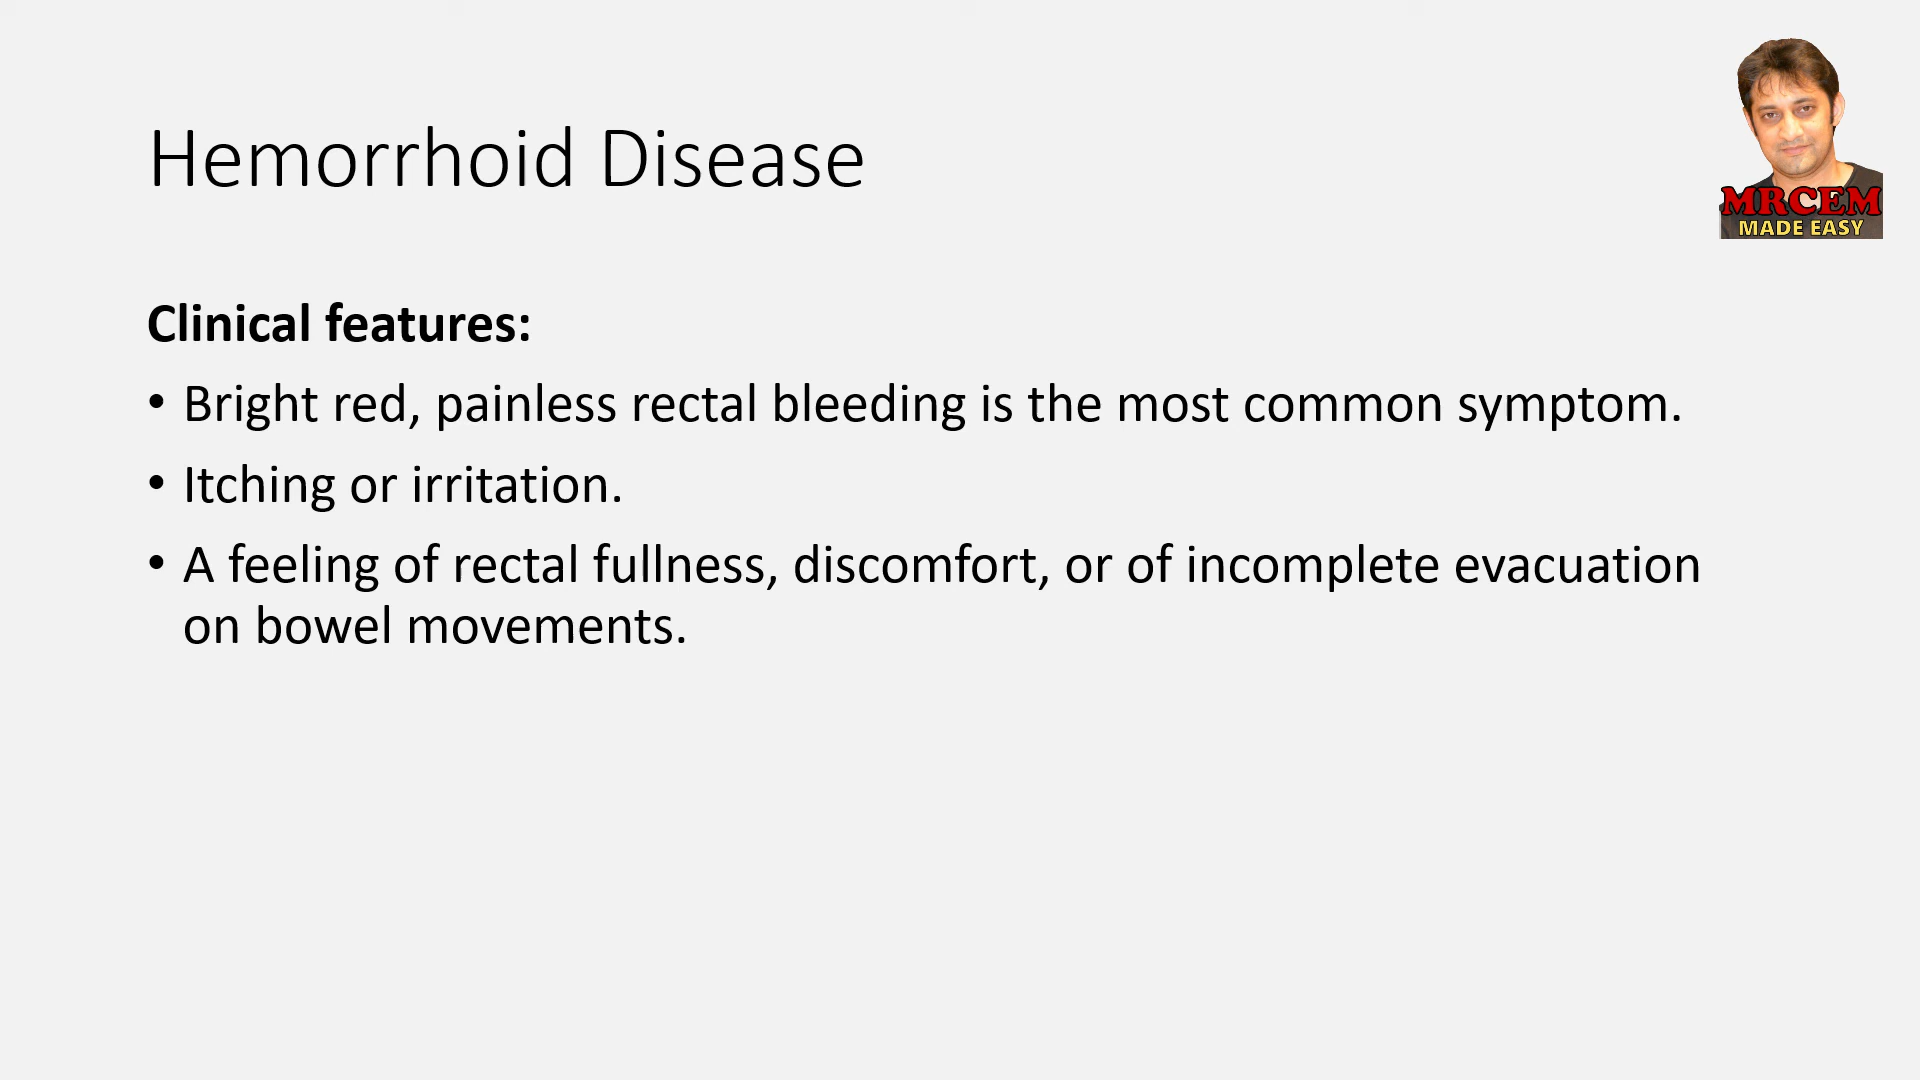 Hemorrhoid Disease
MRCEM
MADE EASY
Clinical features:
• Bright red, painless rectal bleeding is the most common symptom.
• Itching or irritation.
• A feeling of rectal fullness, discomfort, or of incomplete evacuation
on bowel movements.